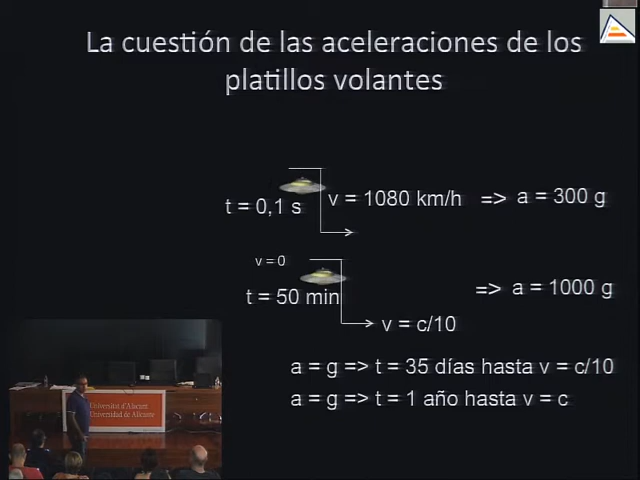 La cuestión de las aceleraciones de los
platillos volantes
t = 0,1 s
v = 1080 km/h
=> a = 300 g
v = 0
t = 50 min
=> a = 1000 g
v = c/10
a = g => t = 35 días hasta v = c/10
a = g => t = 1 año hasta v = c
Universitat d'Alacant
Universidad de Alicante